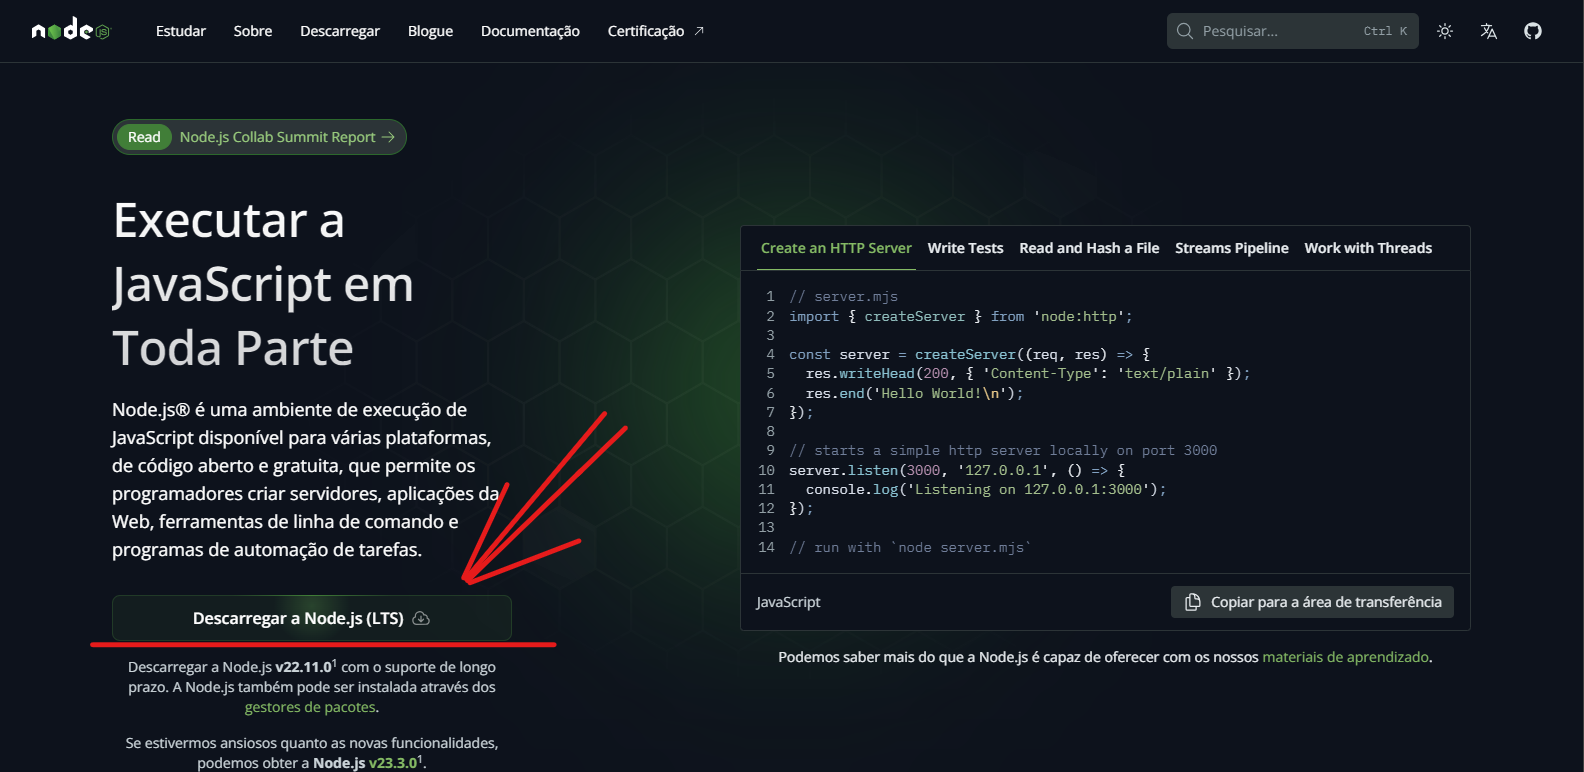 node JS
Estudar Sobre Descarregar Blogue Documentação Certificação ↗ Pesquisar... Ctrl K
Read Node.js Collab Summit Report →
Executar a
JavaScript em
Toda Parte
Node.js® é uma ambiente de execução de
JavaScript disponível para várias plataformas,
de código aberto e gratuita, que permite os
programadores criar servidores, aplicações da
Web, ferramentas de linha de comando e
programas de automação de tarefas.
Descarregar a Node.js (LTS)
Descarregar a Node.js v22.11.0¹ com o suporte de longo
prazo. A Node.js também pode ser instalada através dos
gestores de pacotes.
Se estivermos ansiosos quanto as novas funcionalidades,
podemos obter a Node.js v23.3.0¹.
Create an HTTP Server Write Tests Read and Hash a File Streams Pipeline Work with Threads
1 // server.mjs
2 import { createServer } from 'node:http';
3
4 const server = createServer((req, res) => {
5   res.writeHead(200, { 'Content-Type': 'text/plain' });
6   res.end('Hello World!\n');
7 });
8
9 // starts a simple http server locally on port 3000
10 server.listen(3000, '127.0.0.1', () => {
11   console.log('Listening on 127.0.0.1:3000');
12 });
13
14 // run with `node server.mjs`
JavaScript Copiar para a área de transferência
Podemos saber mais do que a Node.js é capaz de oferecer com os nossos materiais de aprendizado.